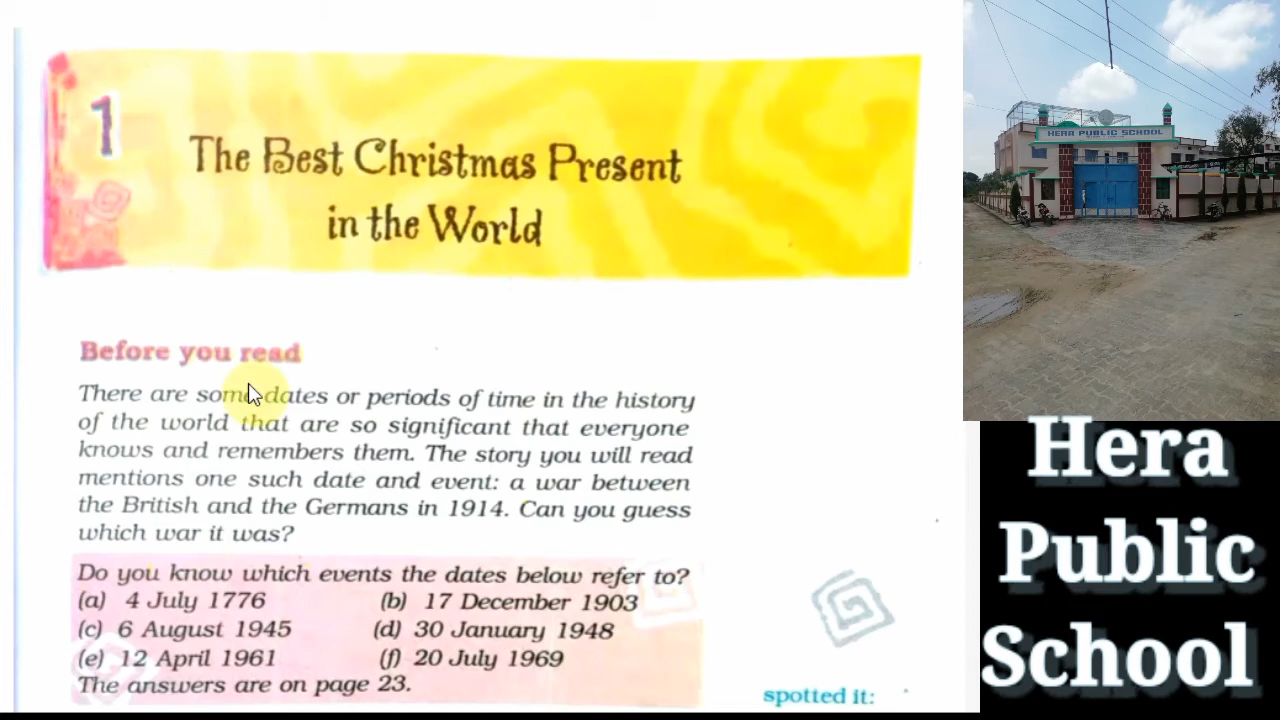 1
The Best Christmas Present
in the World
Before you read
There are some dates or periods of time in the history
of the world that are so significant that everyone
knows and remembers them. The story you will read
mentions one such date and event: a war between
the British and the Germans in 1914. Can you guess
which war it was?
Do you know which events the dates below refer to?
(a) 4 July 1776 (b) 17 December 1903
(c) 6 August 1945 (d) 30 January 1948
(e) 12 April 1961 (f) 20 July 1969
The answers are on page 23.
spotted it:
HERA PUBLIC SCHOOL
Hera
Public
School